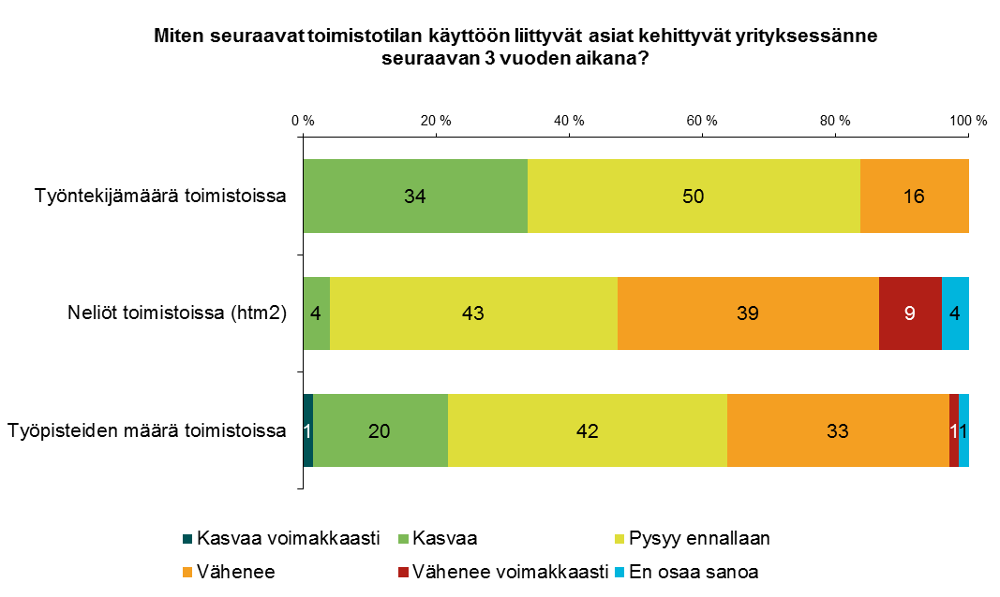 Miten seuraavat toimistotilan käyttöön liittyvät asiat kehittyvät yrityksessänne
seuraavan 3 vuoden aikana?
0 % 20 % 40 % 60 % 80 % 100 %
Työntekijämäärä toimistoissa 34 50 16
Neliöt toimistoissa (htm2) 4 43 39 9 4
Työpisteiden määrä toimistoissa 1 20 42 33 1 1
Kasvaa voimakkaasti Kasvaa Pysyy ennallaan
Vähenee Vähenee voimakkaasti En osaa sanoa